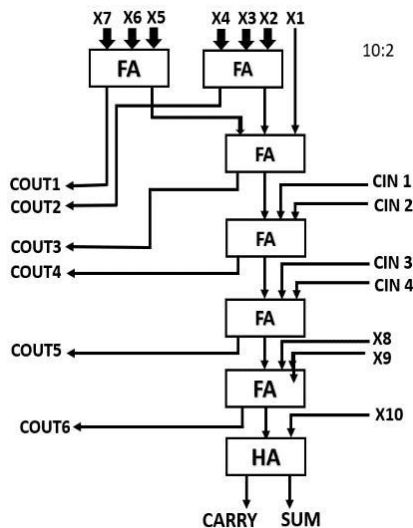 X7 X6 X5 X4 X3 X2 X1
10:2
FA FA
FA
COUT1
COUT2
CIN 1
CIN 2
FA
COUT3
COUT4
CIN 3
CIN 4
FA
COUT5
X8
X9
FA
COUT6
X10
HA
CARRY SUM